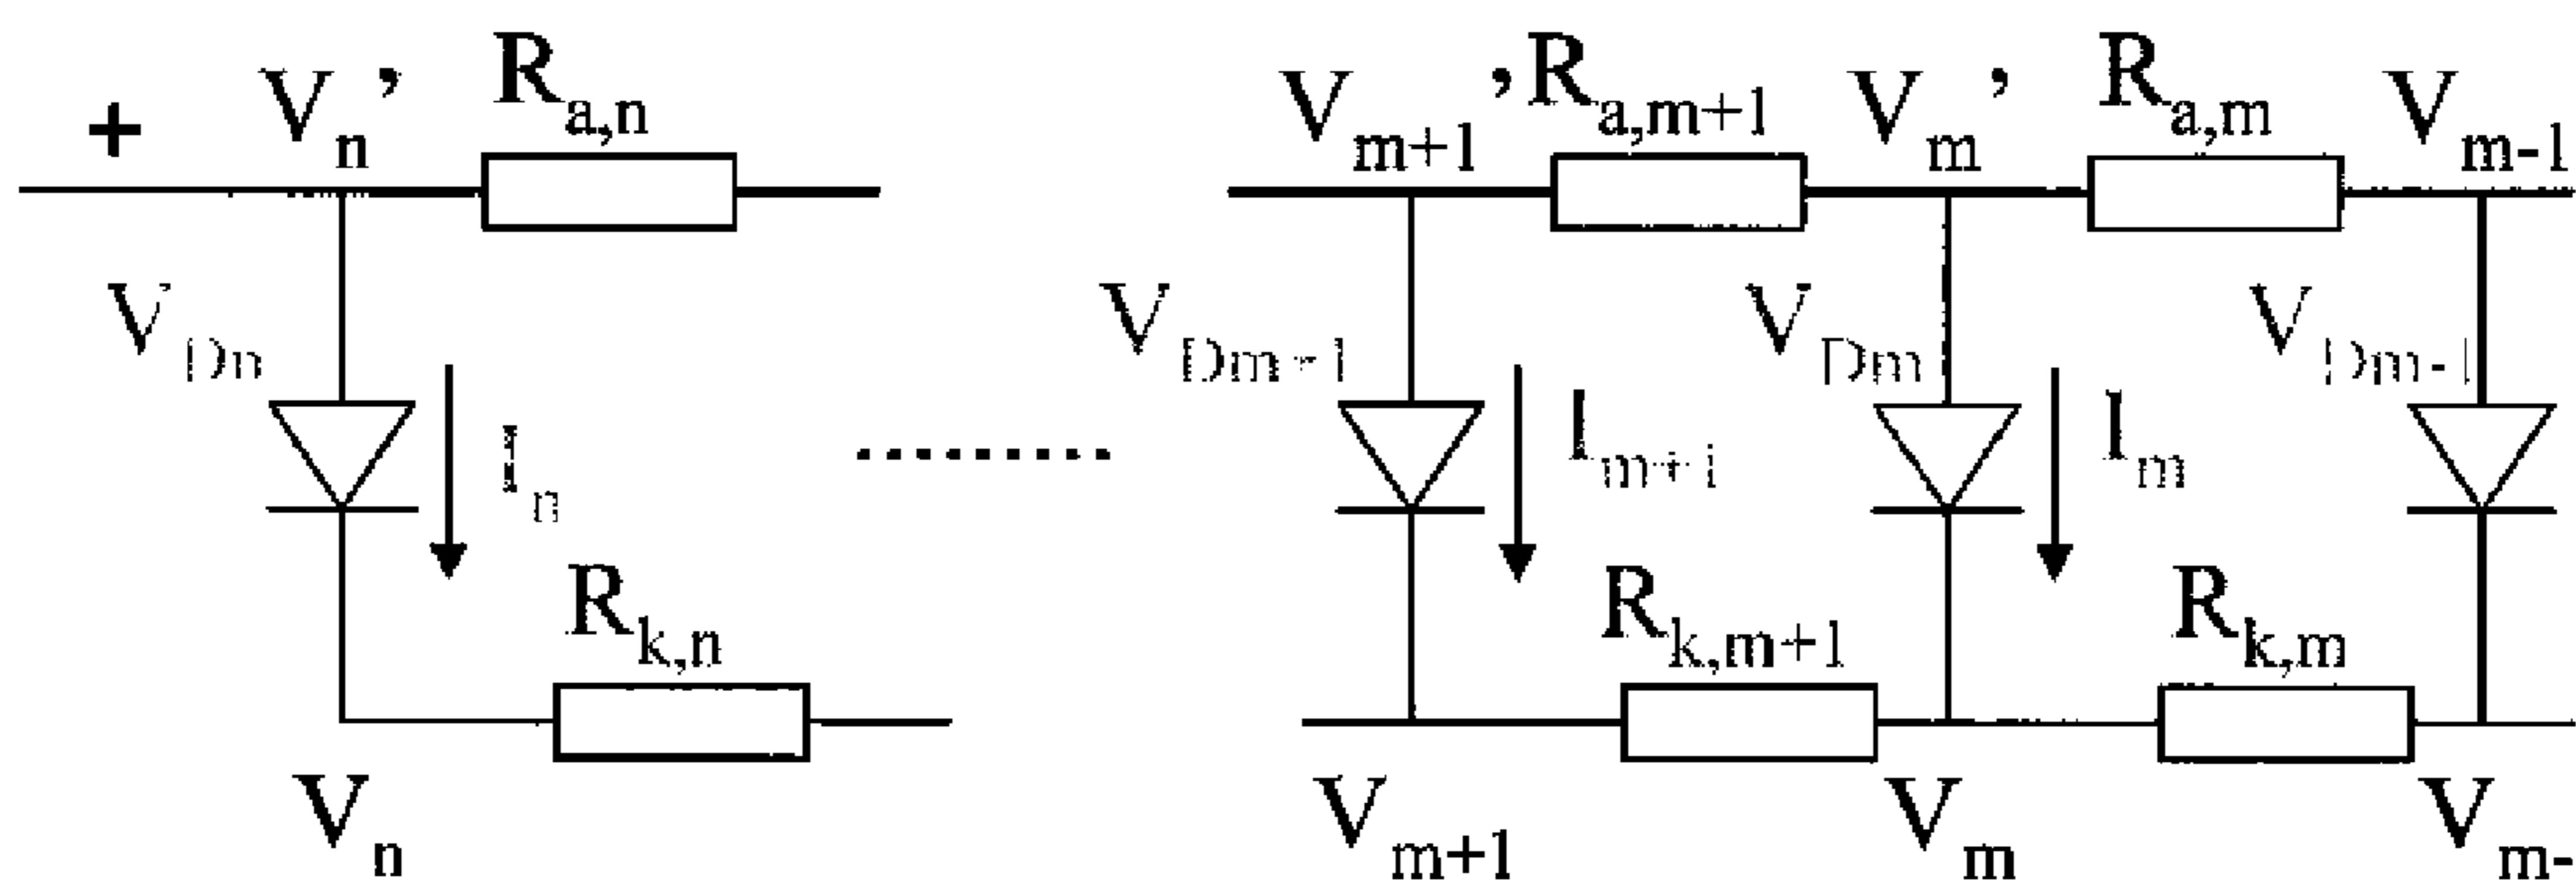 + Vn’ Ra,n Vm+1 ’ Ra,m+1 Vm ’ Ra,m Vm-1
VDn VDm+1 VDm VDm-1
In ......... Im+1 Im
Rk,n Rk,m+1 Rk,m
Vn Vm+1 Vm Vm-